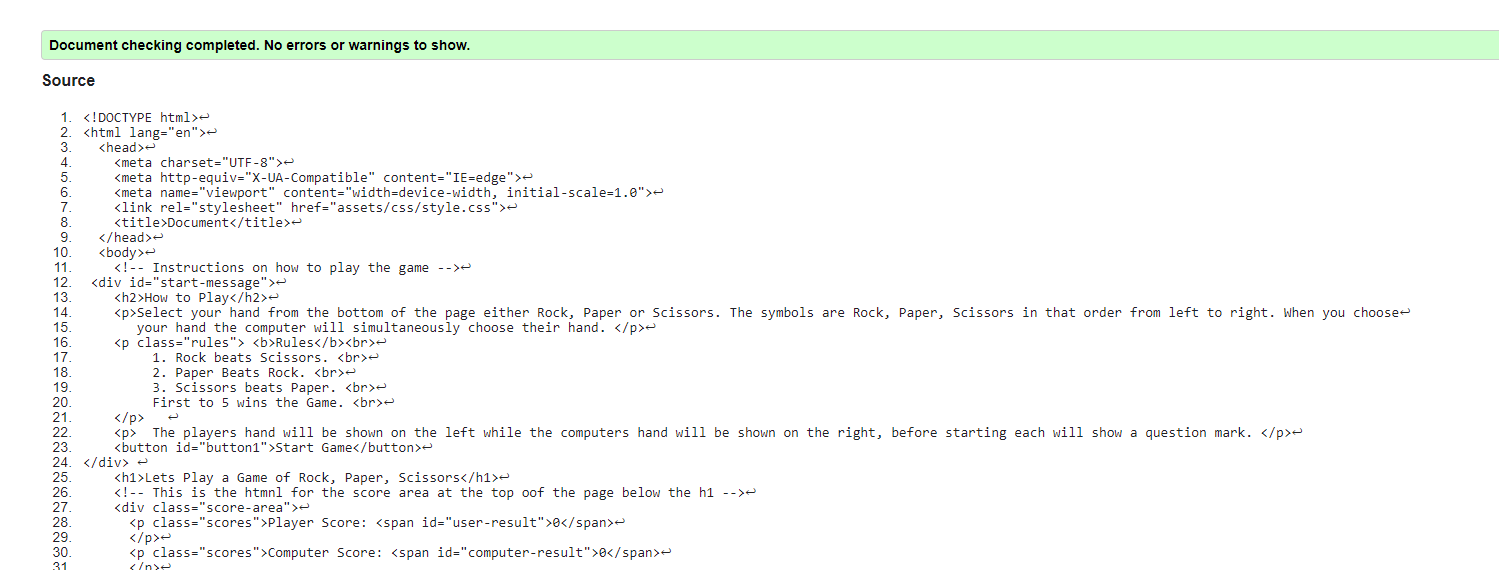 Document checking completed. No errors or warnings to show.
Source
1. <!DOCTYPE html>↩
2. <html lang="en">↩
3. <head>↩
4. <meta charset="UTF-8">↩
5. <meta http-equiv="X-UA-Compatible" content="IE=edge">↩
6. <meta name="viewport" content="width=device-width, initial-scale=1.0">↩
7. <link rel="stylesheet" href="assets/css/style.css">↩
8. <title>Document</title>↩
9. </head>↩
10. <body>↩
11. <!-- Instructions on how to play the game -->↩
12. <div id="start-message">↩
13. <h2>How to Play</h2>↩
14. <p>Select your hand from the bottom of the page either Rock, Paper or Scissors. The symbols are Rock, Paper, Scissors in that order from left to right. When you choose↩
15. your hand the computer will simultaneously choose their hand. </p>↩
16. <p class="rules"> <b>Rules</b><br>↩
17. 1. Rock beats Scissors. <br>↩
18. 2. Paper Beats Rock. <br>↩
19. 3. Scissors beats Paper. <br>↩
20. First to 5 wins the Game. <br>↩
21. </p> ↩
22. <p> The players hand will be shown on the left while the computers hand will be shown on the right, before starting each will show a question mark. </p>↩
23. <button id="button1">Start Game</button>↩
24. </div> ↩
25. <h1>Lets Play a Game of Rock, Paper, Scissors</h1>↩
26. <!-- This is the htmnl for the score area at the top oof the page below the h1 -->↩
27. <div class="score-area">↩
28. <p class="scores">Player Score: <span id="user-result">0</span>↩
29. </p>↩
30. <p class="scores">Computer Score: <span id="computer-result">0</span>↩
31. </p>↩